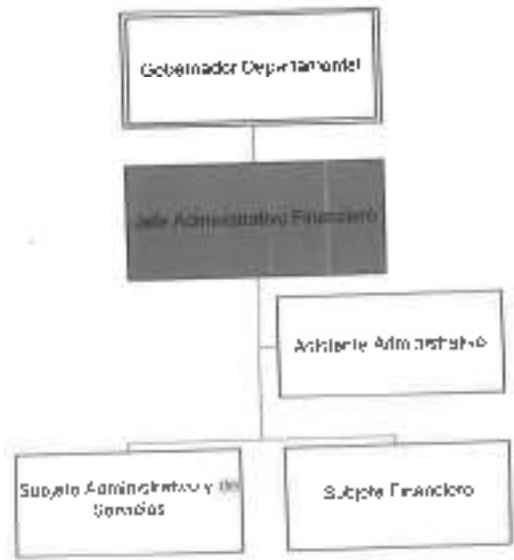 Gobernador Departamental
Jefe Administrativo Financiero
Asistente Administrativo
Subjefe Administrativo y de
Servicios
Subjefe Financiero